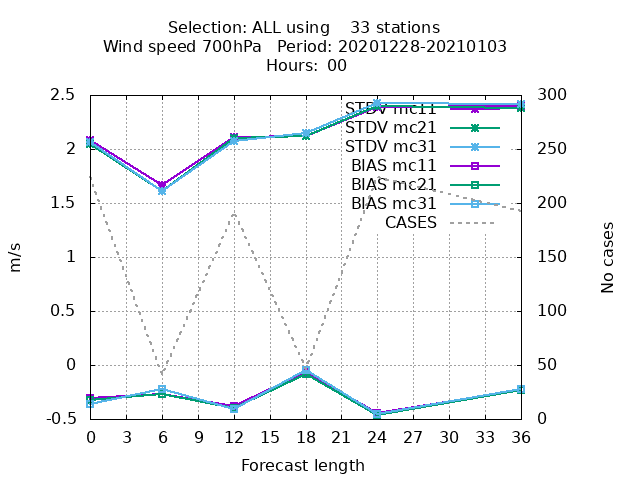 Selection: ALL using 33 stations
Wind speed 700hPa Period: 20201228-20210103
Hours: 00
2.5
2
1.5
1
0.5
0
-0.5
300
250
200
150
100
50
0
m/s
No cases
STDV mc11
STDV mc21
STDV mc31
BIAS mc11
BIAS mc21
BIAS mc31
CASES
0 3 6 9 12 15 18 21 24 27 30 33 36
Forecast length